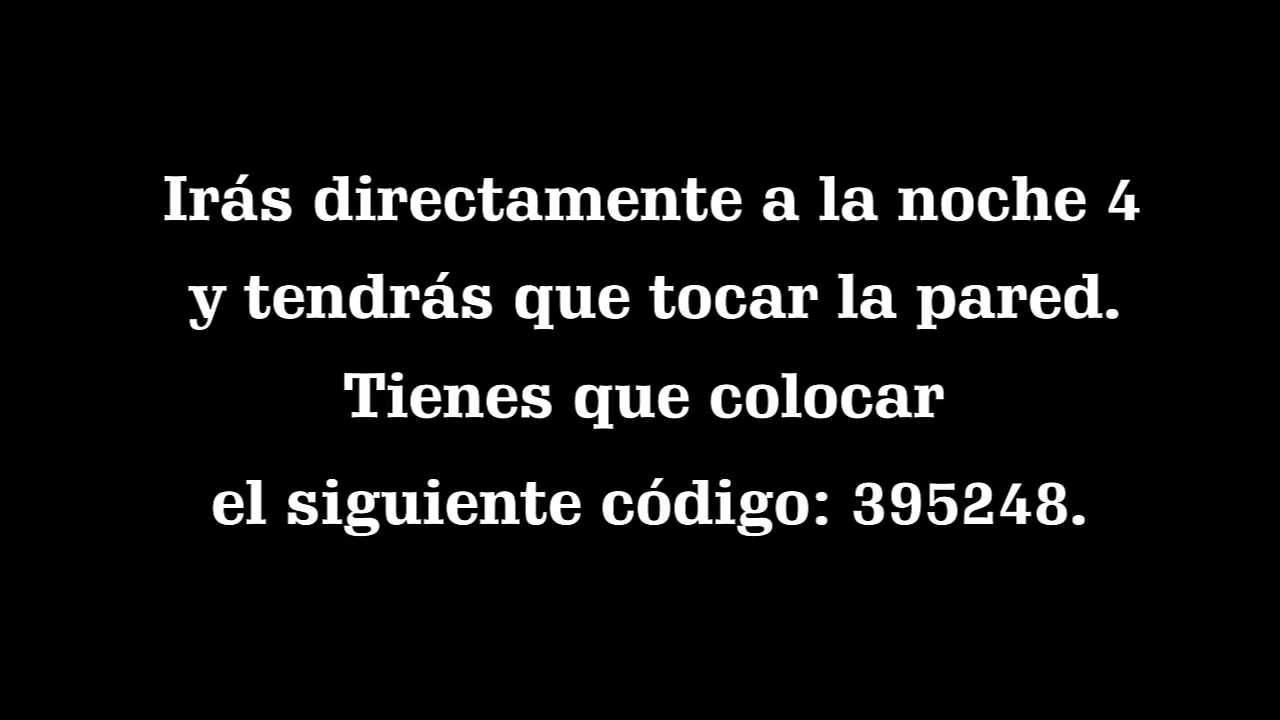 Irás directamente a la noche 4
y tendrás que tocar la pared.
Tienes que colocar
el siguiente código: 395248.